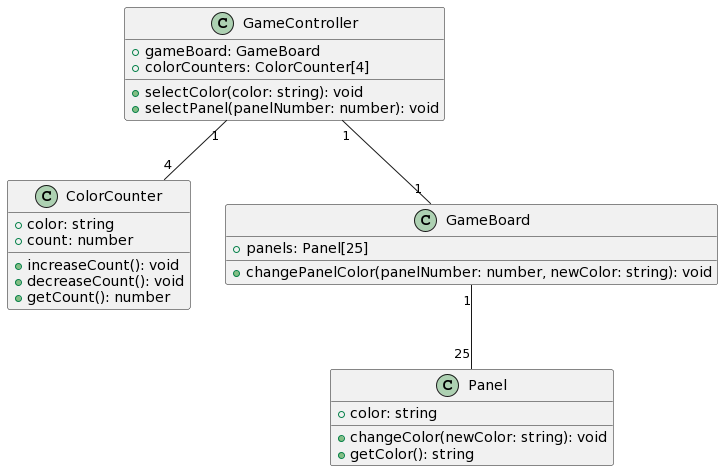 C GameController
gameBoard: GameBoard
colorCounters: ColorCounter[4]
selectColor(color: string): void
selectPanel(panelNumber: number): void
1
1
4
1
C ColorCounter
color: string
count: number
increaseCount(): void
decreaseCount(): void
getCount(): number
C GameBoard
panels: Panel[25]
changePanelColor(panelNumber: number, newColor: string): void
1
25
C Panel
color: string
changeColor(newColor: string): void
getColor(): string